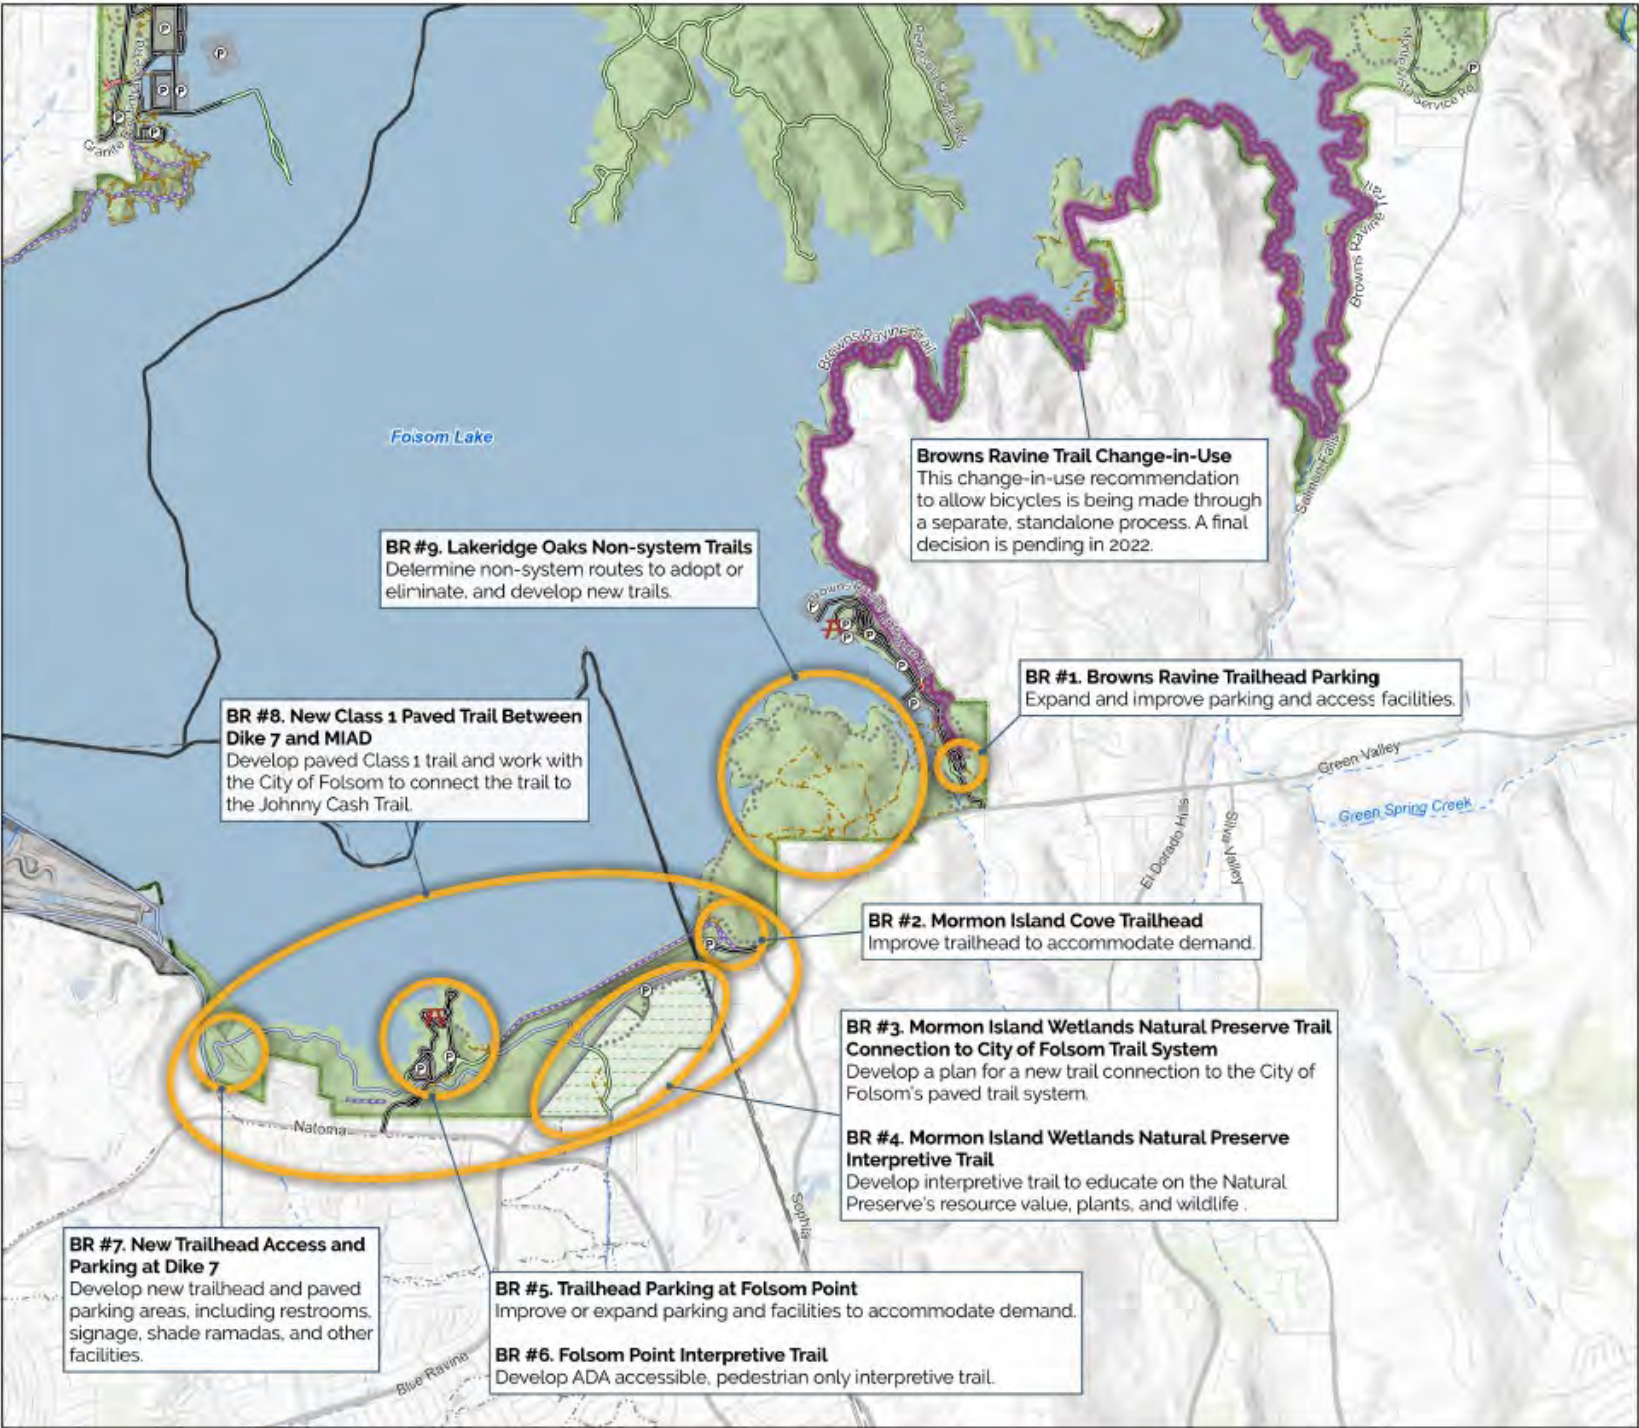 Granite
Peninsula
Monte Vista Service Rd
Browns Ravine Trail
Browns Ravine Trail
Folsom Lake
Browns Ravine Trail Change-in-Use
This change-in-use recommendation
to allow bicycles is being made through
a separate, standalone process. A final
decision is pending in 2022.
Salmon Falls
BR #9. Lakeridge Oaks Non-system Trails
Determine non-system routes to adopt or
eliminate, and develop new trails.
BR #1. Browns Ravine Trailhead Parking
Expand and improve parking and access facilities.
BR #8. New Class 1 Paved Trail Between
Dike 7 and MIAD
Develop paved Class 1 trail and work with
the City of Folsom to connect the trail to
the Johnny Cash Trail.
Green Valley
Green Spring Creek
El Dorado Hills
Silva Valley
BR #2. Mormon Island Cove Trailhead
Improve trailhead to accommodate demand.
BR #3. Mormon Island Wetlands Natural Preserve Trail
Connection to City of Folsom Trail System
Develop a plan for a new trail connection to the City of
Folsom's paved trail system.
BR #4. Mormon Island Wetlands Natural Preserve
Interpretive Trail
Develop interpretive trail to educate on the Natural
Preserve's resource value, plants, and wildlife .
Natoma
Sophia
BR #7. New Trailhead Access and
Parking at Dike 7
Develop new trailhead and paved
parking areas, including restrooms,
signage, shade ramadas, and other
facilities.
BR #5. Trailhead Parking at Folsom Point
Improve or expand parking and facilities to accommodate demand.
BR #6. Folsom Point Interpretive Trail
Develop ADA accessible, pedestrian only interpretive trail.
Blue Ravine